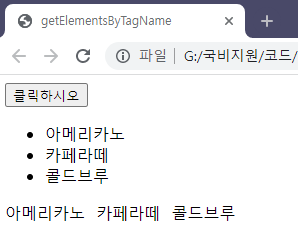 getElementsByTagName
파일 | G:/국비지원/코드/
클릭하시오
아메리카노
카페라떼
콜드브루
아메리카노 카페라떼 콜드브루